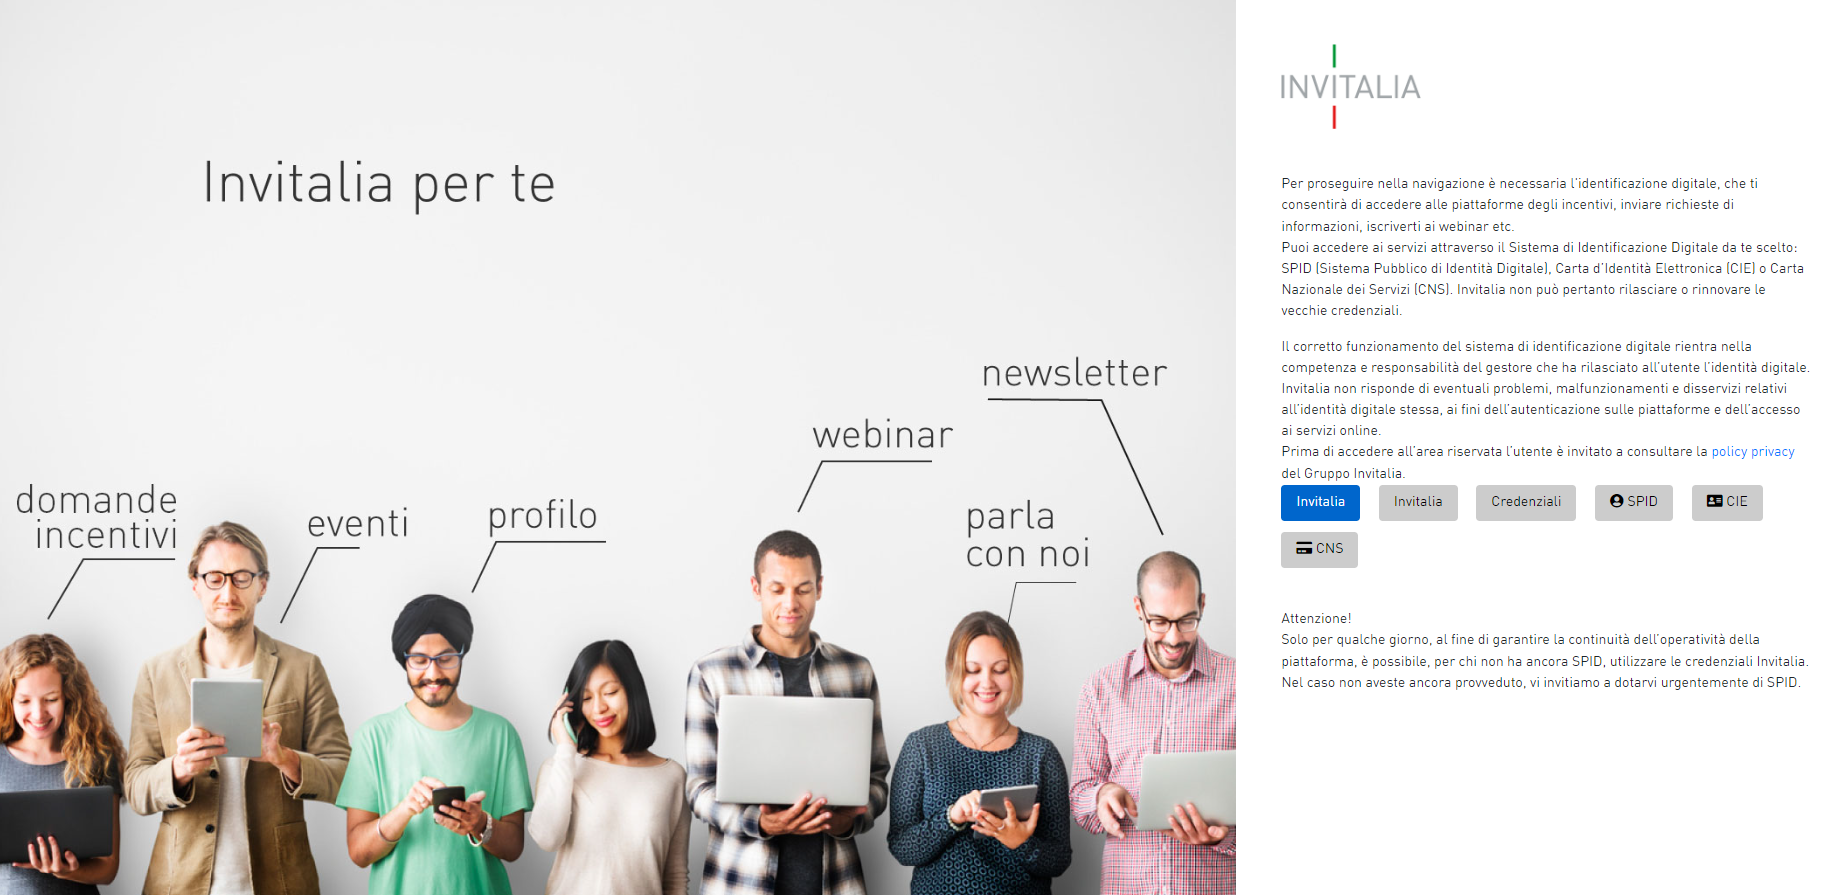 Invitalia per te
domande
incentivi
eventi
profilo
webinar
newsletter
parla
con noi
INVITALIA
Per proseguire nella navigazione è necessaria l'identificazione digitale, che ti
consentirà di accedere alle piattaforme degli incentivi, inviare richieste di
informazioni, iscriverti ai webinar etc.
Puoi accedere ai servizi attraverso il Sistema di Identificazione Digitale da te scelto:
SPID (Sistema Pubblico di Identità Digitale), Carta d'Identità Elettronica (CIE) o Carta
Nazionale dei Servizi (CNS). Invitalia non può pertanto rilasciare o rinnovare le
vecchie credenziali.
Il corretto funzionamento del sistema di identificazione digitale rientra nella
competenza e responsabilità del gestore che ha rilasciato all'utente l'identità digitale.
Invitalia non risponde di eventuali problemi, malfunzionamenti e disservizi relativi
all'identità digitale stessa, ai fini dell'autenticazione sulle piattaforme e dell'accesso
ai servizi online.
Prima di accedere all'area riservata l'utente è invitato a consultare la policy privacy
del Gruppo Invitalia.
Invitalia Invitalia Credenziali SPID CIE
CNS
Attenzione!
Solo per qualche giorno, al fine di garantire la continuità dell'operatività della
piattaforma, è possibile, per chi non ha ancora SPID, utilizzare le credenziali Invitalia.
Nel caso non aveste ancora provveduto, vi invitiamo a dotarvi urgentemente di SPID.